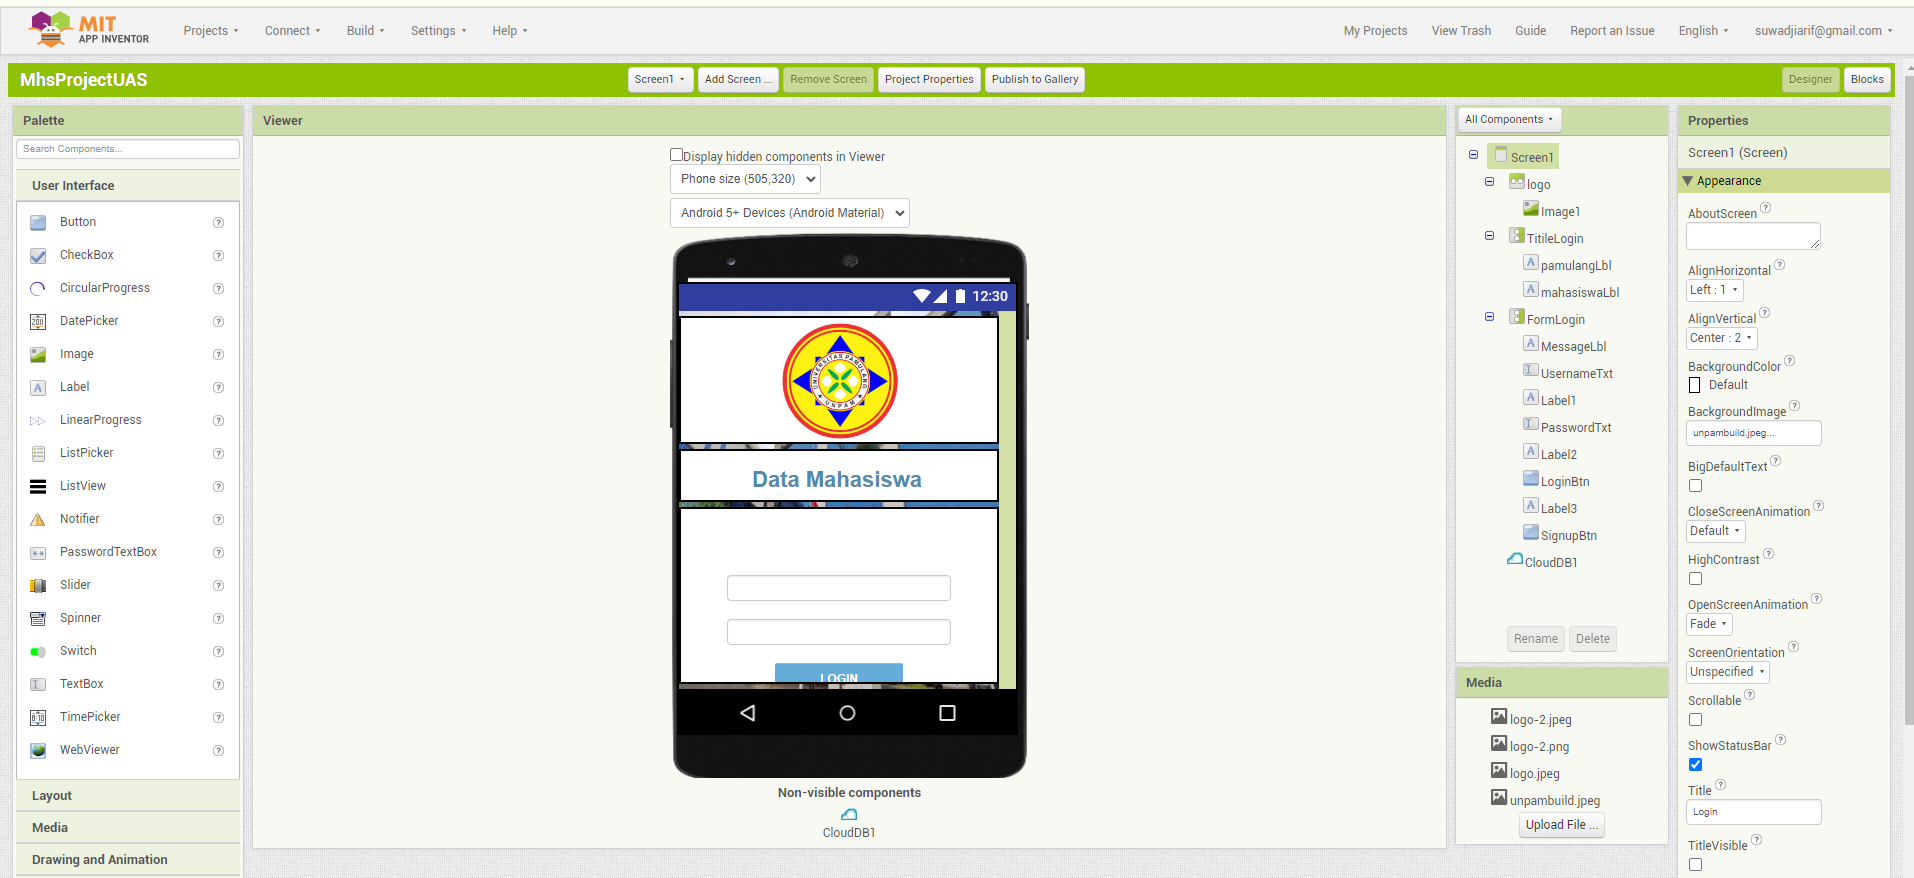 MIT
APP INVENTOR
Projects
Connect
Build
Settings
Help
My Projects
View Trash
Guide
Report an Issue
English
suwadjiarif@gmail.com
MhsProjectUAS
Screen1
Add Screen ...
Remove Screen
Project Properties
Publish to Gallery
Designer
Blocks
Palette
Search Components...
User Interface
Button
CheckBox
CircularProgress
DatePicker
Image
Label
LinearProgress
ListPicker
ListView
Notifier
PasswordTextBox
Slider
Spinner
Switch
TextBox
TimePicker
WebViewer
Layout
Media
Drawing and Animation
Viewer
Display hidden components in Viewer
Phone size (505,320)
Android 5+ Devices (Android Material)
12:30
UNIVERSITAS PAMULANG
UNPAM
Data Mahasiswa
LOGIN
Non-visible components
CloudDB1
All Components
Screen1
logo
Image1
TitileLogin
pamulangLbl
mahasiswaLbl
FormLogin
MessageLbl
UsernameTxt
Label1
PasswordTxt
Label2
LoginBtn
Label3
SignupBtn
CloudDB1
Rename
Delete
Media
logo-2.jpeg
logo-2.png
logo.jpeg
unpambuild.jpeg
Upload File ...
Properties
Screen1 (Screen)
Appearance
AboutScreen
AlignHorizontal
Left : 1
AlignVertical
Center : 2
BackgroundColor
Default
BackgroundImage
unpambuild.jpeg...
BigDefaultText
CloseScreenAnimation
Default
HighContrast
OpenScreenAnimation
Fade
ScreenOrientation
Unspecified
Scrollable
ShowStatusBar
Title
Login
TitleVisible